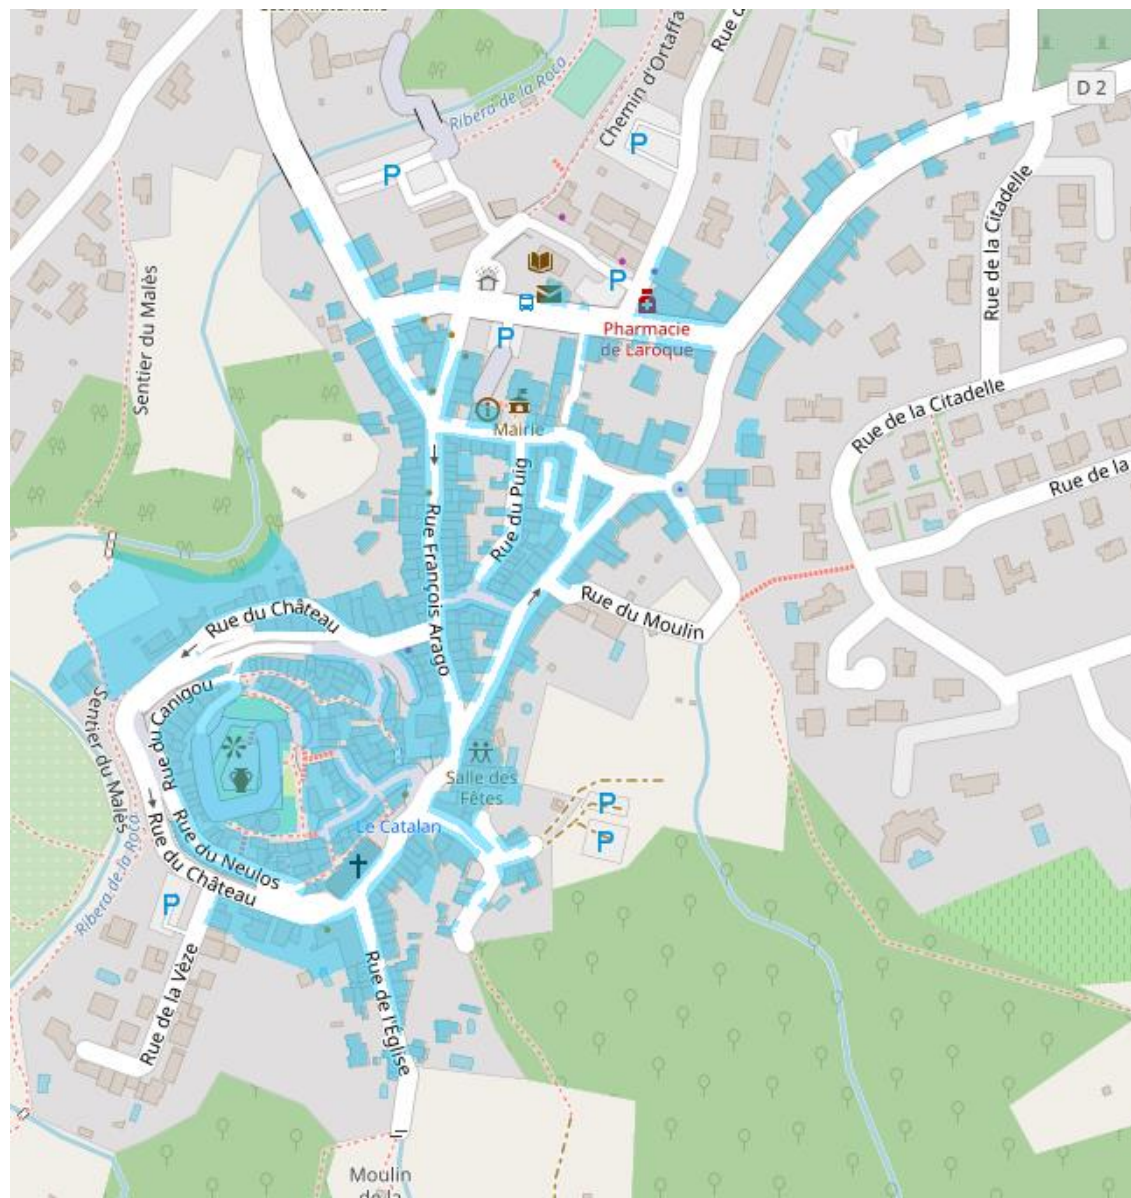 Ribera de la Roca
Chemin d'Ortaffa
Rue d
D 2
P
P
Sentier du Malès
Rue de la Citadelle
P
P
Pharmacie
de Laroque
Rue de la Citadelle
Mairie
Rue de la
Rue du Puig
Rue François Arago
Rue du Château
Rue du Moulin
Rue du Canigou
Sentier du Malès
Salle des
Fêtes
P
P
Le Catalan
Rue du Neulos
Rue du Château
Ribera de la Roca
P
Rue de la Vèze
Rue de l'Église
Moulin
de la